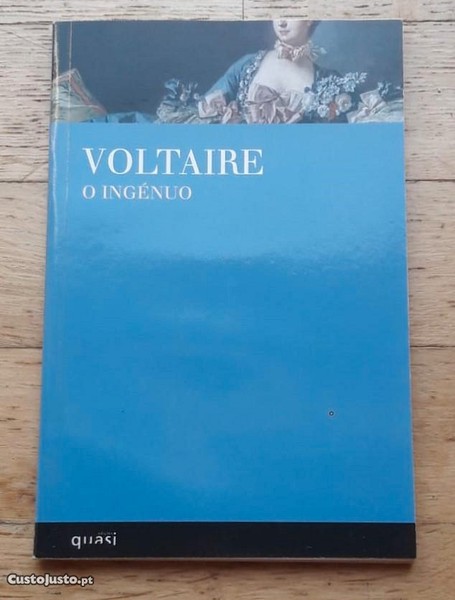 VOLTAIRE
O INGÉNUO
quasi
CustoJusto.pt